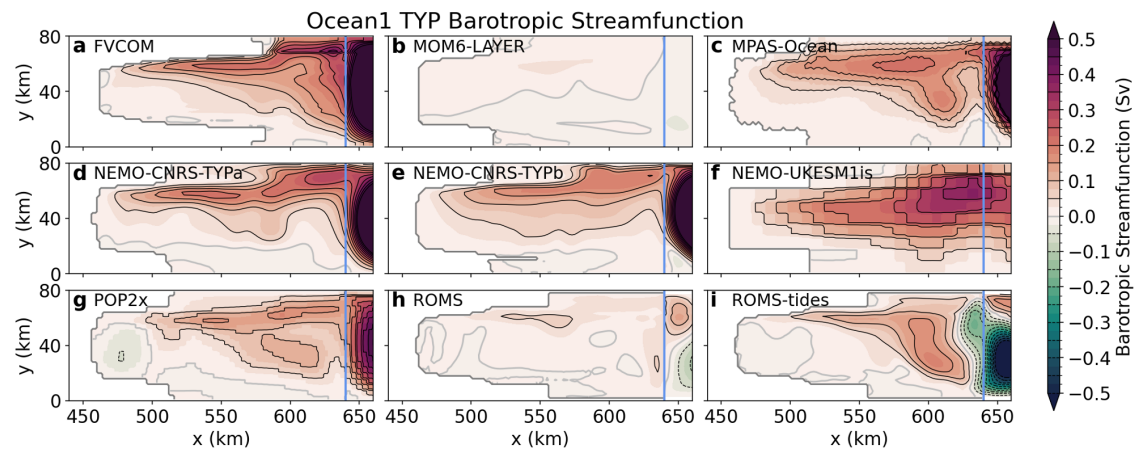 Ocean1 TYP Barotropic Streamfunction
a FVCOM
b MOM6-LAYER
c MPAS-Ocean
80
40
0
y (km)
d NEMO-CNRS-TYPa
e NEMO-CNRS-TYPb
f NEMO-UKESM1is
80
40
0
y (km)
g POP2x
h ROMS
i ROMS-tides
80
40
0
y (km)
450 500 550 600 650
450 500 550 600 650
450 500 550 600 650
x (km)
x (km)
x (km)
0.5
0.4
0.3
0.2
0.1
0.0
−0.1
−0.2
−0.3
−0.4
−0.5
Barotropic Streamfunction (Sv)